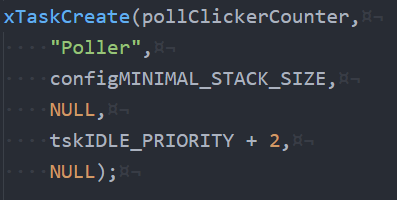 xTaskCreate(pollClickerCounter,¤¬
····"Poller",¤¬
····configMINIMAL_STACK_SIZE,¤¬
····NULL,¤¬
····tskIDLE_PRIORITY + 2,¤¬
····NULL);¤¬